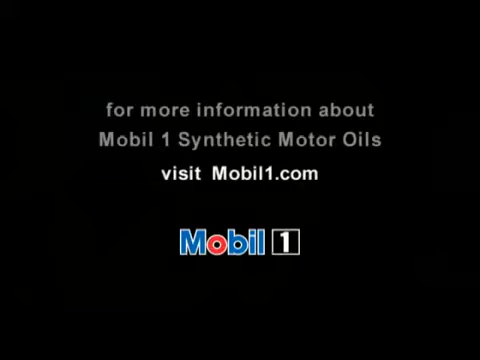 for more information about
Mobil 1 Synthetic Motor Oils
visit Mobil1.com
Mobil 1